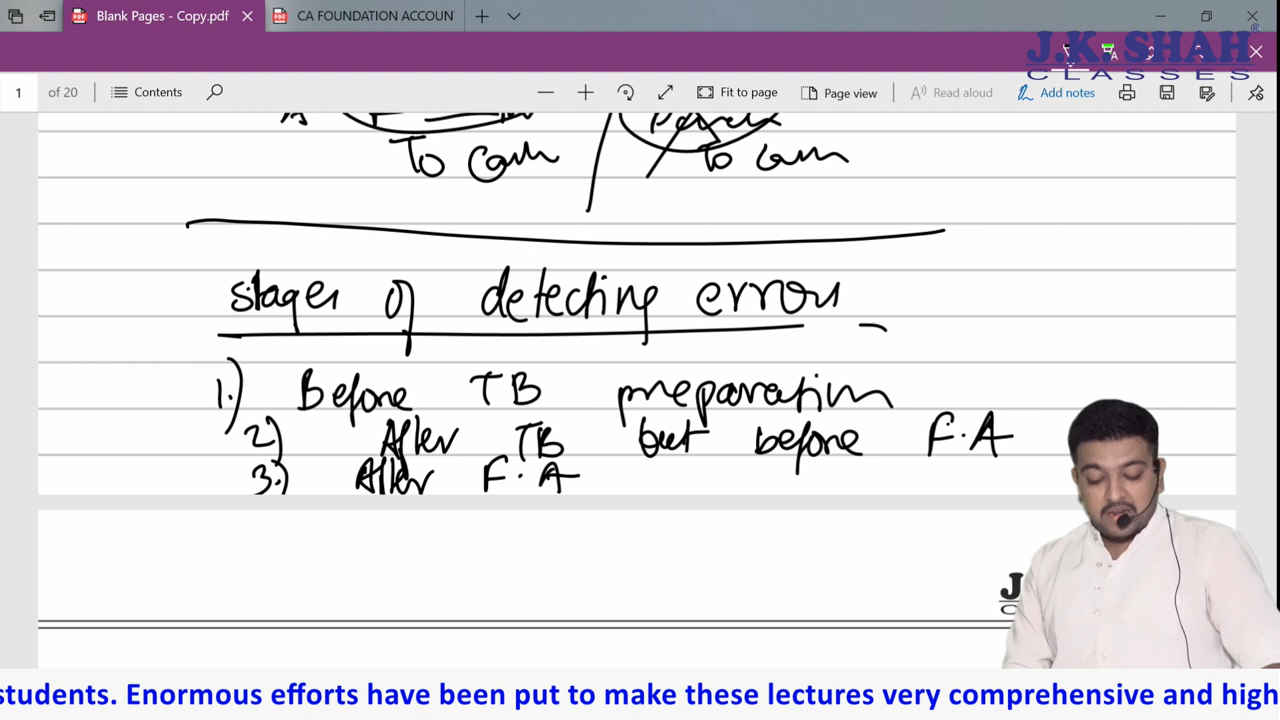 Blank Pages - Copy.pdf
CA FOUNDATION ACCOUNT
J.K. SHAH®
CLASSES
1 of 20
Contents
Fit to page
Page view
Read aloud
Add notes
To Cash
To Cash
stages of detecting errors
1.) Before TB preparation
2) After TB but before F.A
3.) After F.A
J
students. Enormous efforts have been put to make these lectures very comprehensive and high